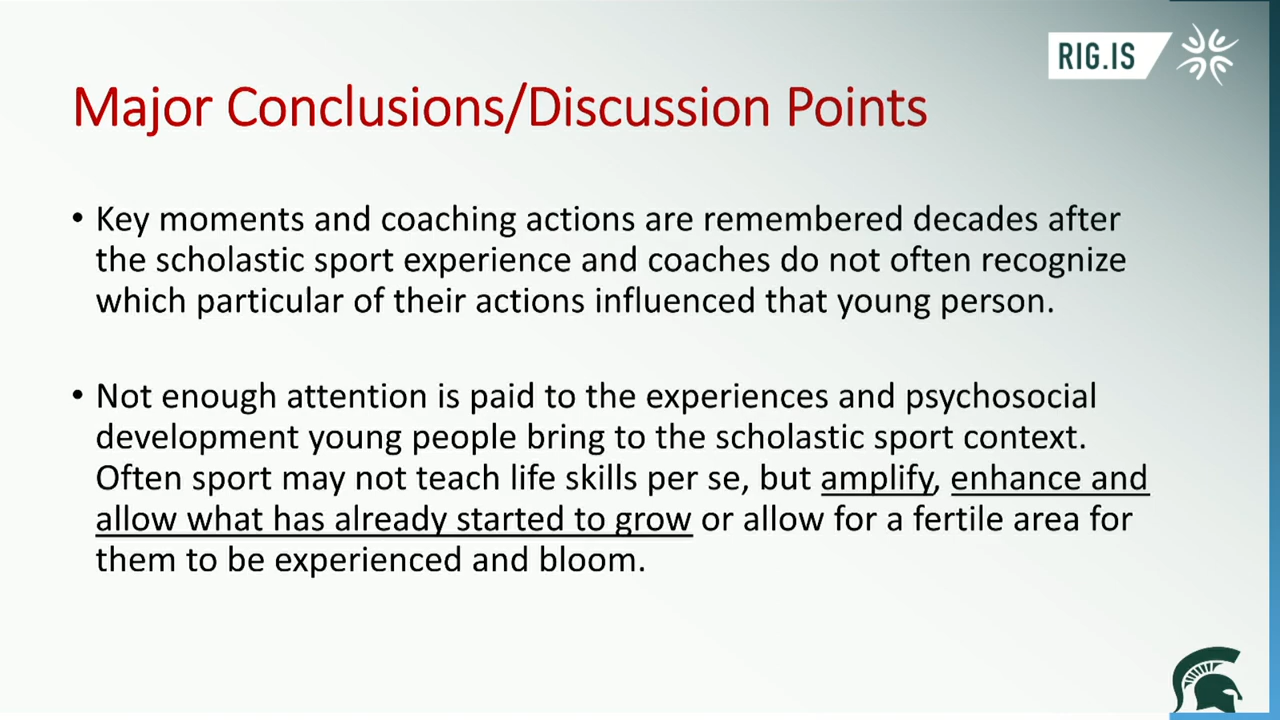 RIG.IS
Major Conclusions/Discussion Points
• Key moments and coaching actions are remembered decades after
the scholastic sport experience and coaches do not often recognize
which particular of their actions influenced that young person.
• Not enough attention is paid to the experiences and psychosocial
development young people bring to the scholastic sport context.
Often sport may not teach life skills per se, but amplify, enhance and
allow what has already started to grow or allow for a fertile area for
them to be experienced and bloom.